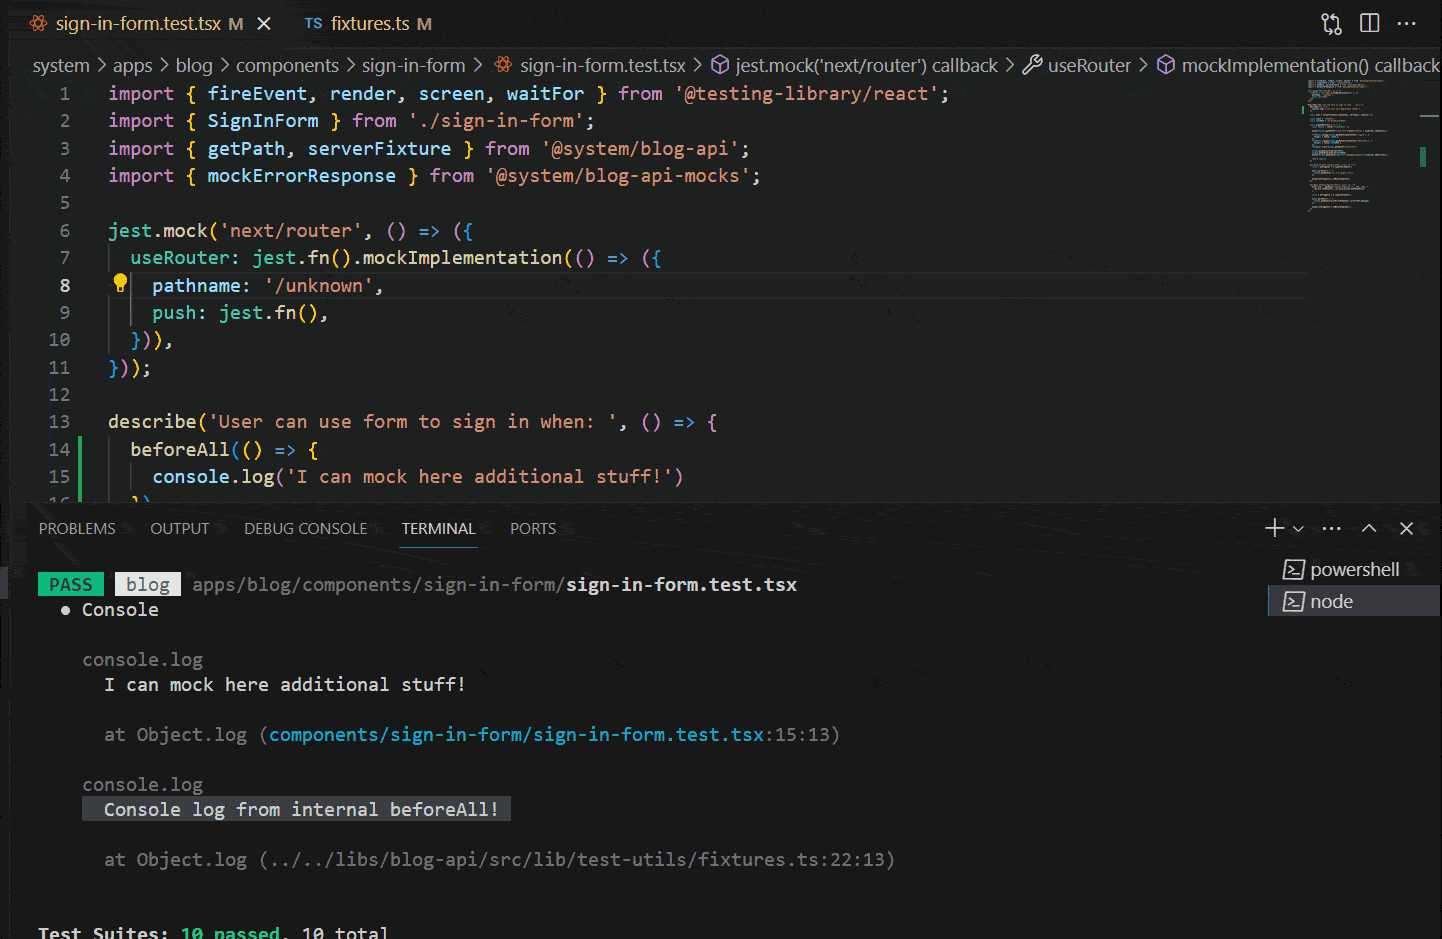 sign-in-form.test.tsx M
TS fixtures.ts M
system > apps > blog > components > sign-in-form > sign-in-form.test.tsx > jest.mock('next/router') callback > useRouter > mockImplementation() callback
1 import { fireEvent, render, screen, waitFor } from '@testing-library/react';
2 import { SignInForm } from './sign-in-form';
3 import { getPath, serverFixture } from '@system/blog-api';
4 import { mockErrorResponse } from '@system/blog-api-mocks';
5
6 jest.mock('next/router', () => ({
7 useRouter: jest.fn().mockImplementation(() => ({
8 pathname: '/unknown',
9 push: jest.fn(),
10 })),
11 }));
12
13 describe('User can use form to sign in when: ', () => {
14 beforeAll(() => {
15 console.log('I can mock here additional stuff!')
16 })
PROBLEMS OUTPUT DEBUG CONSOLE TERMINAL PORTS
powershell
node
PASS blog apps/blog/components/sign-in-form/sign-in-form.test.tsx
● Console
console.log
I can mock here additional stuff!
at Object.log (components/sign-in-form/sign-in-form.test.tsx:15:13)
console.log
Console log from internal beforeAll!
at Object.log (../../libs/blog-api/src/lib/test-utils/fixtures.ts:22:13)
Test Suites: 10 passed, 10 total